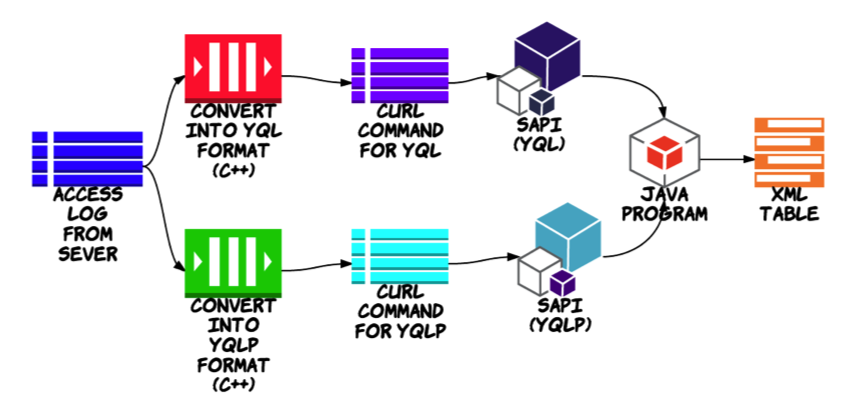 ACCESS
LOG
FROM
SEVER
CONVERT
INTO YQL
FORMAT
(C++)
CURL
COMMAND
FOR YQL
SAPI
(YQL)
CONVERT
INTO
YQLP
FORMAT
(C++)
CURL
COMMAND
FOR YQLP
SAPI
(YQLP)
JAVA
PROGRAM
XML
TABLE